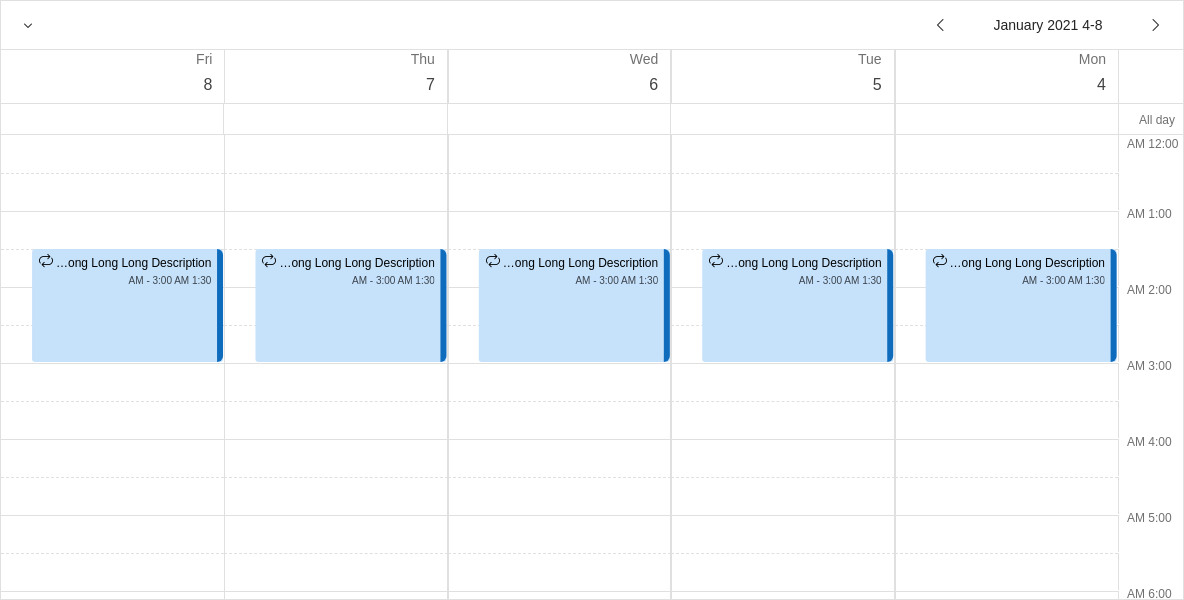 January 2021 4-8
Mon
4
Tue
5
Wed
6
Thu
7
Fri
8
All day
AM 12:00
AM 1:00
AM 2:00
AM 3:00
AM 4:00
AM 5:00
AM 6:00
...ong Long Long Description
AM - 3:00 AM 1:30
...ong Long Long Description
AM - 3:00 AM 1:30
...ong Long Long Description
AM - 3:00 AM 1:30
...ong Long Long Description
AM - 3:00 AM 1:30
...ong Long Long Description
AM - 3:00 AM 1:30